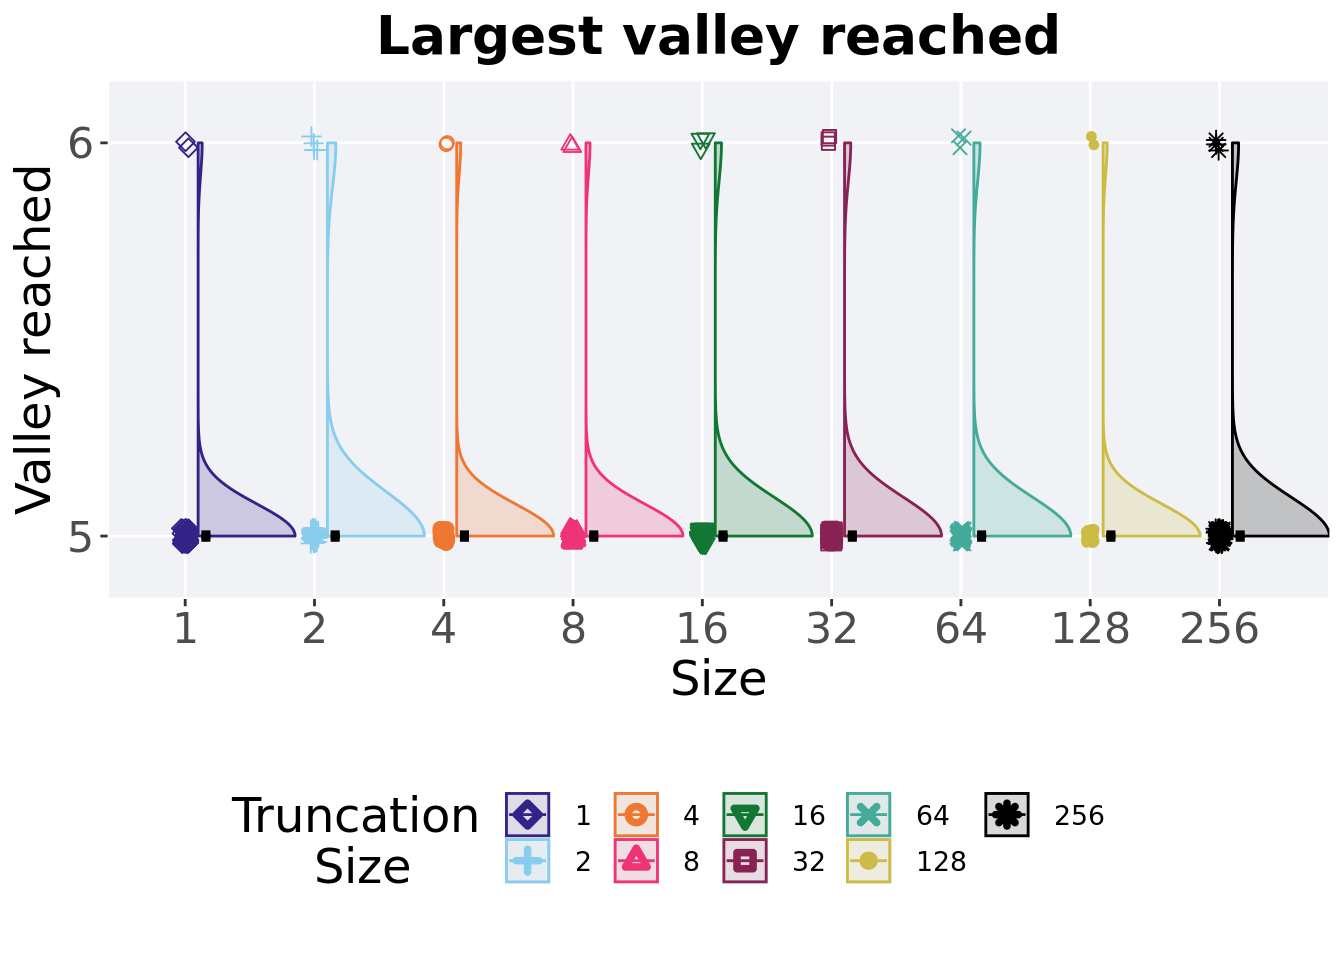 Largest valley reached
Valley reached
6
5
1 2 4 8 16 32 64 128 256
Size
Truncation Size
1 4 16 64 256
2 8 32 128